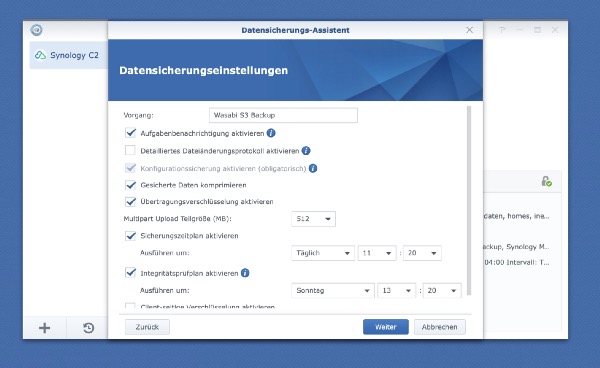 Datensicherungs-Assistent
Synology C2
Datensicherungseinstellungen
Vorgang: Wasabi S3 Backup
Aufgabenbenachrichtigung aktivieren
Detailliertes Dateiänderungsprotokoll aktivieren
Konfigurationssicherung aktivieren (obligatorisch)
Gesicherte Daten komprimieren
Übertragungsverschlüsselung aktivieren
Multipart Upload Teilgröße (MB): 512
Sicherungszeitplan aktivieren
Ausführen um: Täglich 11 : 20
Integritätsprüfplan aktivieren
Ausführen um: Sonntag 13 : 20
Client-seitige Verschlüsselung aktivieren
Zurück Weiter Abbrechen
daten, homes, ine...
ackup, Synology M...
04:00 Intervall: T...